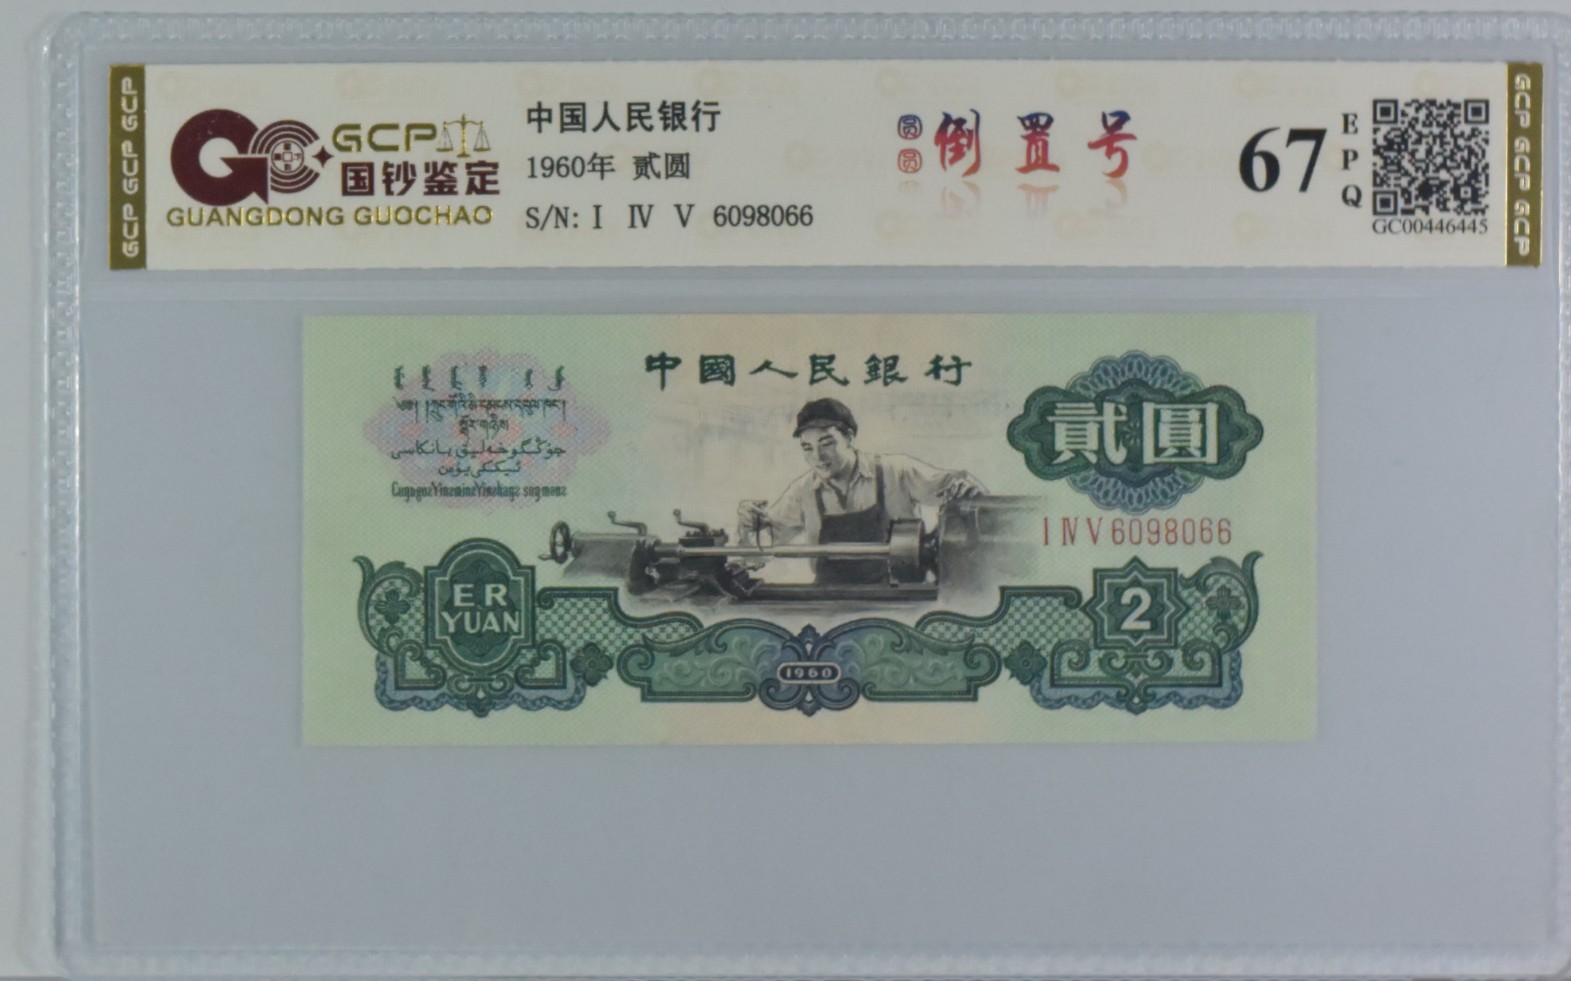 GCP GCP GCP
GCP
国钞鉴定
GUANGDONG GUOCHAO
中国人民银行
1960年 贰圆
S/N: I Ⅳ V 6098066
倒置号
67
EPQ
GC00446445
GCP GCP GCP
中國人民銀行
貳圓
I Ⅳ V 6098066
ER
YUAN
1960
2